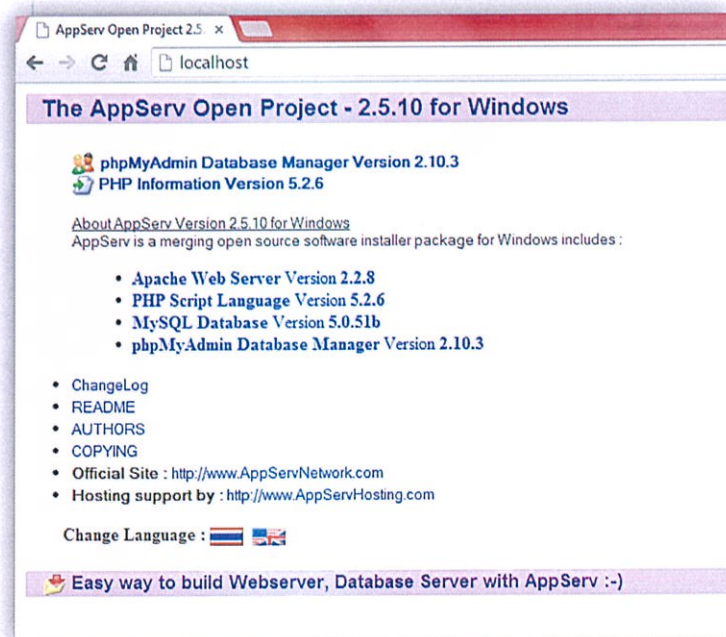 AppServ Open Project 2.5.
localhost
The AppServ Open Project - 2.5.10 for Windows
phpMyAdmin Database Manager Version 2.10.3
PHP Information Version 5.2.6
About AppServ Version 2.5.10 for Windows
AppServ is a merging open source software installer package for Windows includes :
• Apache Web Server Version 2.2.8
• PHP Script Language Version 5.2.6
• MySQL Database Version 5.0.51b
• phpMyAdmin Database Manager Version 2.10.3
• ChangeLog
• README
• AUTHORS
• COPYING
• Official Site : http://www.AppServNetwork.com
• Hosting support by : http://www.AppServHosting.com
Change Language :
Easy way to build Webserver, Database Server with AppServ :-)